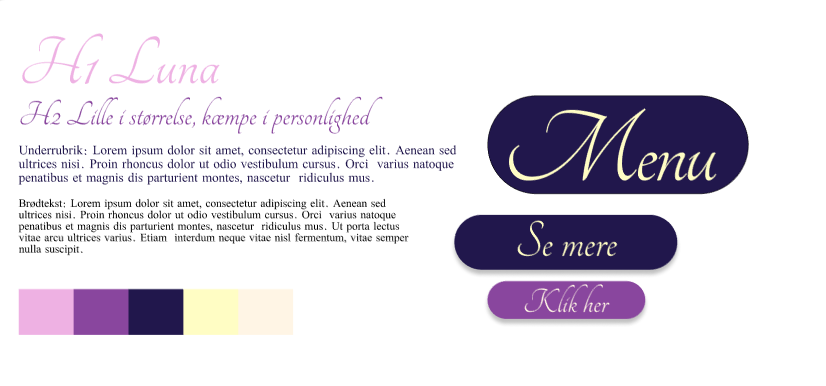 H1 Luna
H2 Lille i størrelse, kæmpe i personlighed
Underrubrik: Lorem ipsum dolor sit amet, consectetur adipiscing elit. Aenean sed
ultrices nisi. Proin rhoncus dolor ut odio vestibulum cursus. Orci varius natoque
penatibus et magnis dis parturient montes, nascetur ridiculus mus.
Brødtekst: Lorem ipsum dolor sit amet, consectetur adipiscing elit. Aenean sed
ultrices nisi. Proin rhoncus dolor ut odio vestibulum cursus. Orci varius natoque
penatibus et magnis dis parturient montes, nascetur ridiculus mus. Ut porta lectus
vitae arcu ultrices varius. Etiam interdum neque vitae nisl fermentum, vitae semper
nulla suscipit.
Menu
Se mere
Klik her